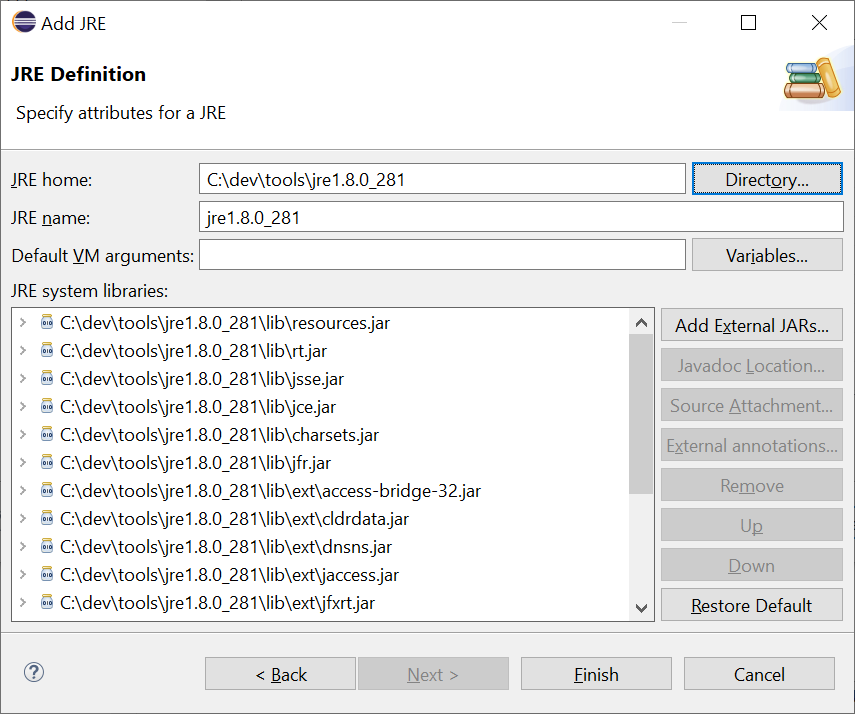 Add JRE
JRE Definition
Specify attributes for a JRE
JRE home:
C:\dev\tools\jre1.8.0_281
Directory...
JRE name:
jre1.8.0_281
Default VM arguments:
Variables...
JRE system libraries:
C:\dev\tools\jre1.8.0_281\lib\resources.jar
C:\dev\tools\jre1.8.0_281\lib\rt.jar
C:\dev\tools\jre1.8.0_281\lib\jsse.jar
C:\dev\tools\jre1.8.0_281\lib\jce.jar
C:\dev\tools\jre1.8.0_281\lib\charsets.jar
C:\dev\tools\jre1.8.0_281\lib\jfr.jar
C:\dev\tools\jre1.8.0_281\lib\ext\access-bridge-32.jar
C:\dev\tools\jre1.8.0_281\lib\ext\cldrdata.jar
C:\dev\tools\jre1.8.0_281\lib\ext\dnsns.jar
C:\dev\tools\jre1.8.0_281\lib\ext\jaccess.jar
C:\dev\tools\jre1.8.0_281\lib\ext\jfxrt.jar
Add External JARs...
Javadoc Location...
Source Attachment...
External annotations...
Remove
Up
Down
Restore Default
?
< Back
Next >
Finish
Cancel